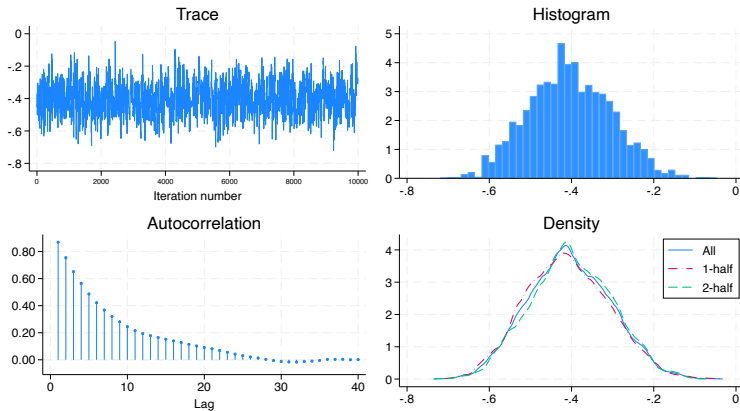 Trace
0
-.2
-.4
-.6
-.8
0 2000 4000 6000 8000 10000
Iteration number
Histogram
5
4
3
2
1
0
-.8 -.6 -.4 -.2 0
Autocorrelation
0.80
0.60
0.40
0.20
0.00
0 10 20 30 40
Lag
Density
4
3
2
1
0
-.8 -.6 -.4 -.2 0
All
1-half
2-half